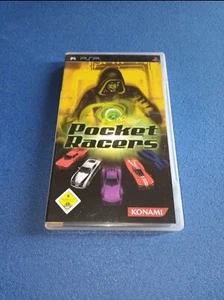 PSP
Pocket
Racers
KONAMI